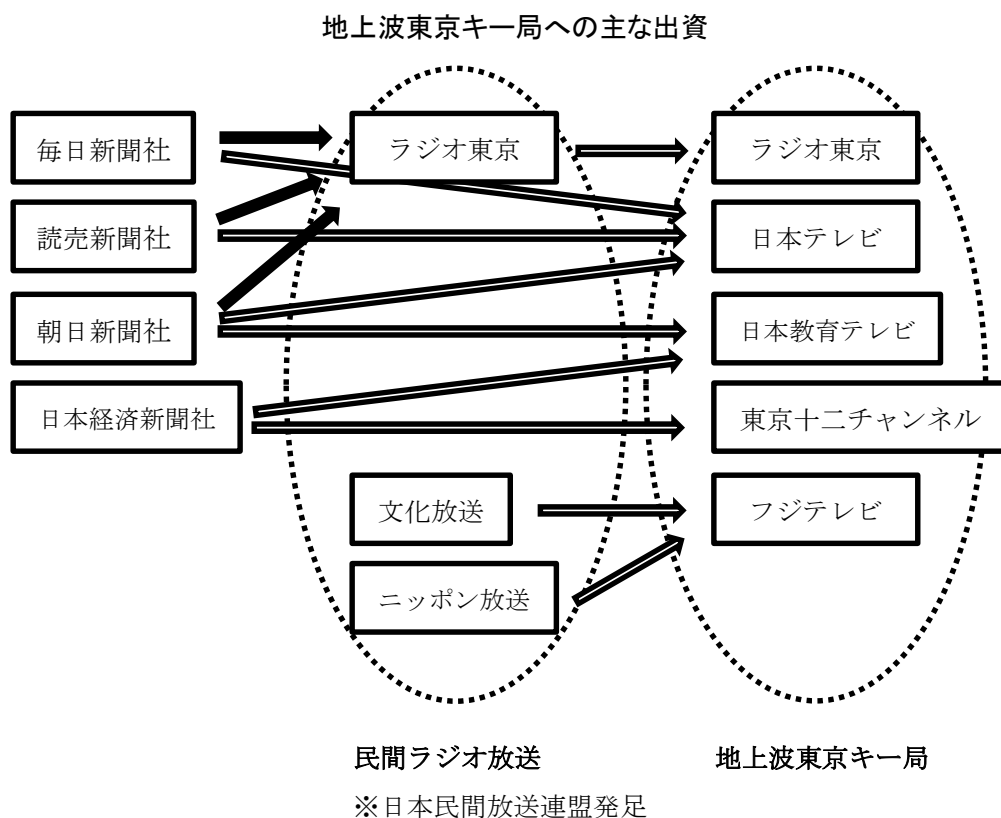 地上波東京キー局への主な出資
毎日新聞社
ラジオ東京
ラジオ東京
読売新聞社
日本テレビ
朝日新聞社
日本教育テレビ
日本経済新聞社
東京十二チャンネル
文化放送
フジテレビ
ニッポン放送
民間ラジオ放送
地上波東京キー局
※日本民間放送連盟発足